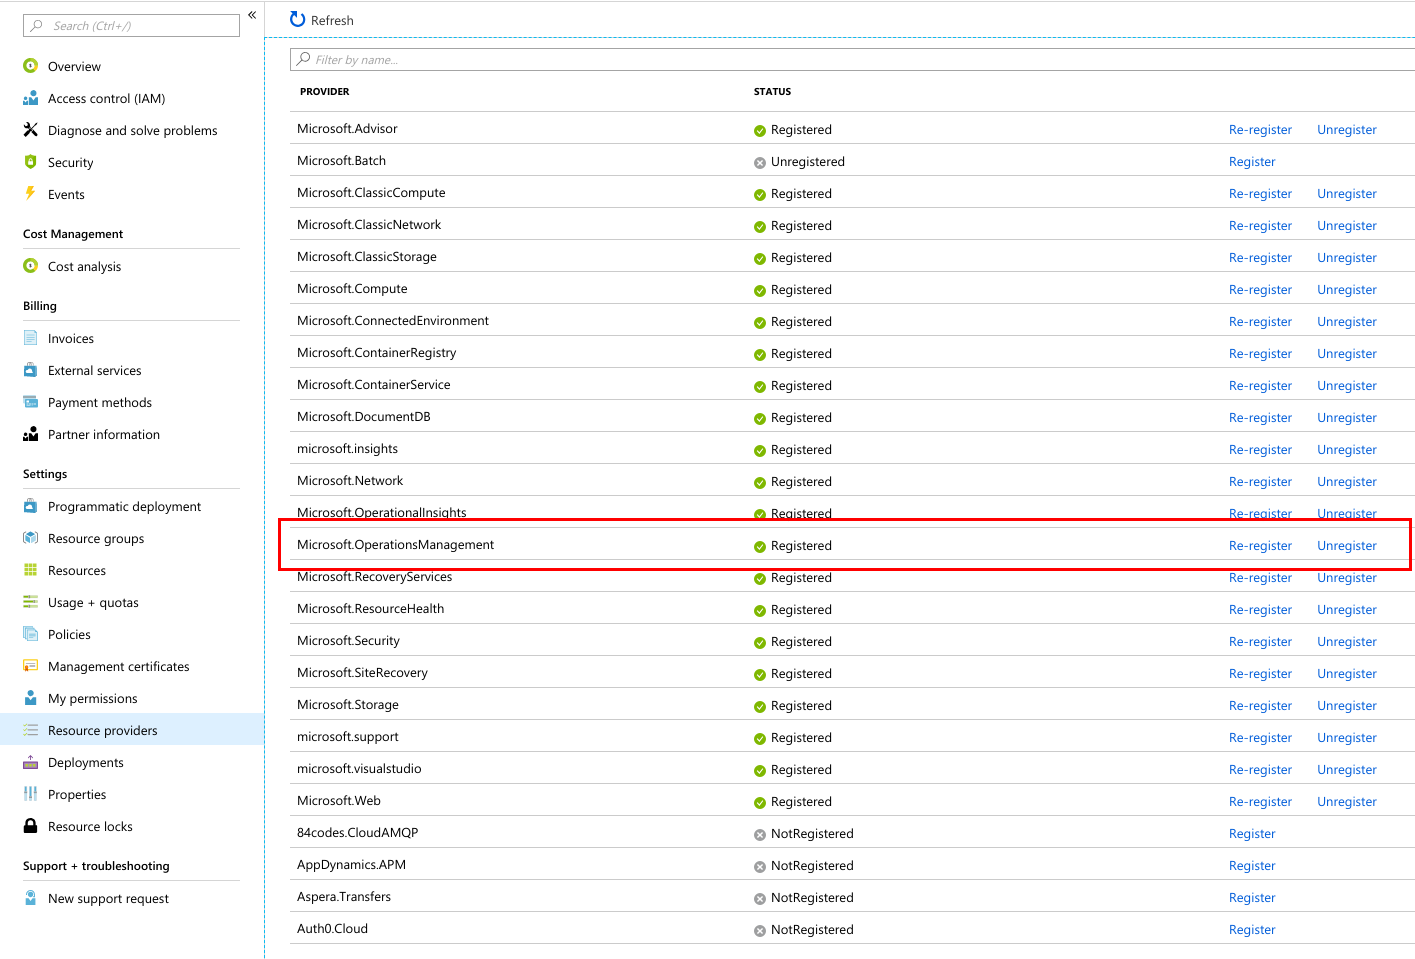 Search (Ctrl+/)
«
Overview
Access control (IAM)
Diagnose and solve problems
Security
Events
Cost Management
Cost analysis
Billing
Invoices
External services
Payment methods
Partner information
Settings
Programmatic deployment
Resource groups
Resources
Usage + quotas
Policies
Management certificates
My permissions
Resource providers
Deployments
Properties
Resource locks
Support + troubleshooting
New support request
Refresh
Filter by name...
PROVIDER STATUS
Microsoft.Advisor Registered Re-register Unregister
Microsoft.Batch Unregistered Register
Microsoft.ClassicCompute Registered Re-register Unregister
Microsoft.ClassicNetwork Registered Re-register Unregister
Microsoft.ClassicStorage Registered Re-register Unregister
Microsoft.Compute Registered Re-register Unregister
Microsoft.ConnectedEnvironment Registered Re-register Unregister
Microsoft.ContainerRegistry Registered Re-register Unregister
Microsoft.ContainerService Registered Re-register Unregister
Microsoft.DocumentDB Registered Re-register Unregister
microsoft.insights Registered Re-register Unregister
Microsoft.Network Registered Re-register Unregister
Microsoft.OperationalInsights Registered Re-register Unregister
Microsoft.OperationsManagement Registered Re-register Unregister
Microsoft.RecoveryServices Registered Re-register Unregister
Microsoft.ResourceHealth Registered Re-register Unregister
Microsoft.Security Registered Re-register Unregister
Microsoft.SiteRecovery Registered Re-register Unregister
Microsoft.Storage Registered Re-register Unregister
microsoft.support Registered Re-register Unregister
microsoft.visualstudio Registered Re-register Unregister
Microsoft.Web Registered Re-register Unregister
84codes.CloudAMQP NotRegistered Register
AppDynamics.APM NotRegistered Register
Aspera.Transfers NotRegistered Register
Auth0.Cloud NotRegistered Register